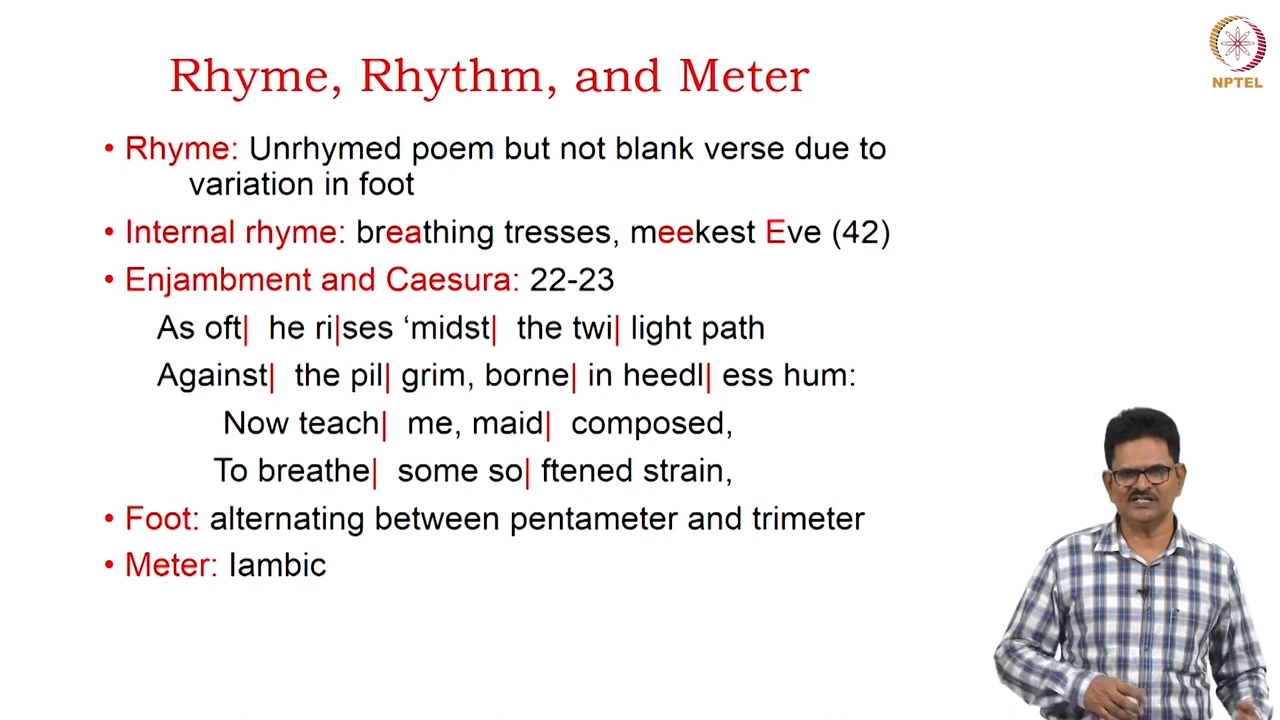 Rhyme, Rhythm, and Meter
NPTEL
• Rhyme: Unrhymed poem but not blank verse due to
variation in foot
• Internal rhyme: breathing tresses, meekest Eve (42)
• Enjambment and Caesura: 22-23
As oft| he ri|ses ‘midst| the twi| light path
Against| the pil| grim, borne| in heedl| ess hum:
Now teach| me, maid| composed,
To breathe| some so| ftened strain,
• Foot: alternating between pentameter and trimeter
• Meter: Iambic